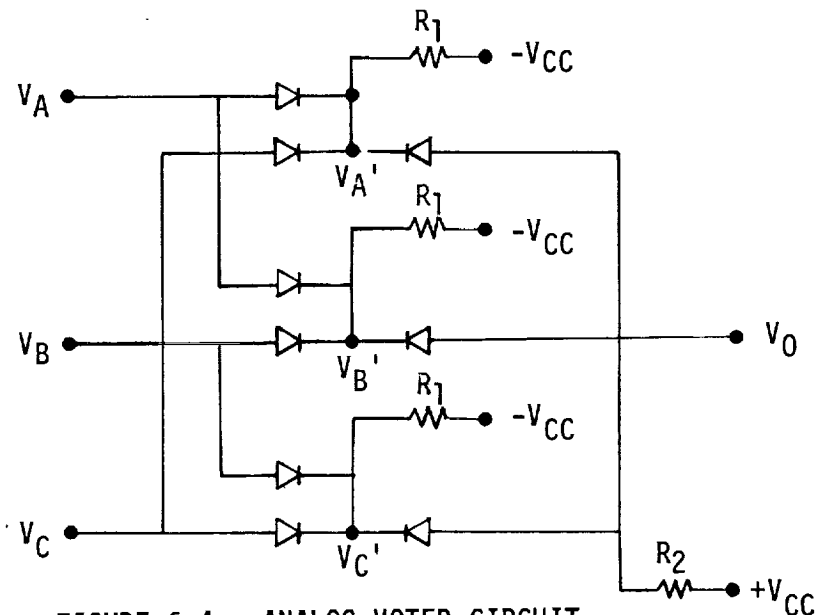 R1
-VCC
VA
VA'
R1
-VCC
VB
VB'
VO
R1
-VCC
VC
VC'
R2
+VCC
FIGURE 6.4 ANALOG VOTER CIRCUIT